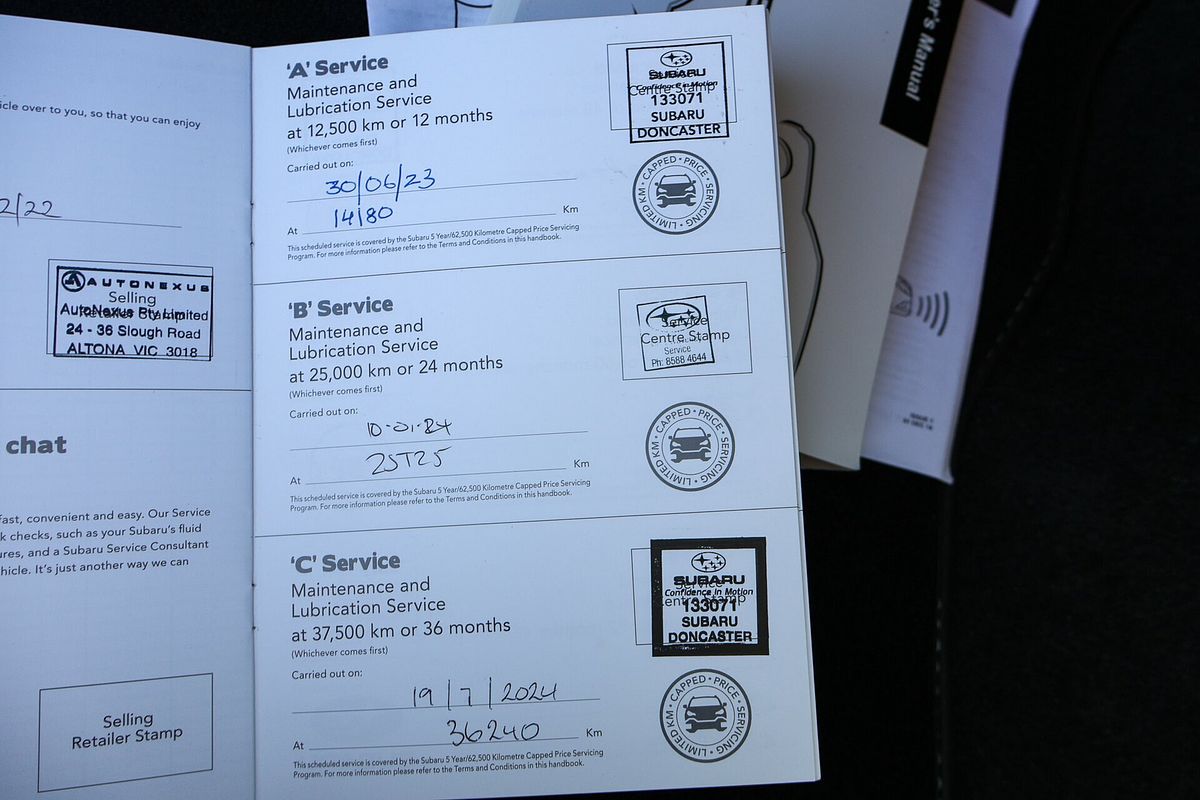 icle over to you, so that you can enjoy
2/22
AUTONEXUS
Selling
Retailer Stamp
AutoNexus Pty Limited
24 - 36 Slough Road
ALTONA VIC 3018
chat
fast, convenient and easy. Our Service
k checks, such as your Subaru's fluid
ures, and a Subaru Service Consultant
hicle. It's just another way we can
Selling
Retailer Stamp
'A' Service
Maintenance and
Lubrication Service
at 12,500 km or 12 months
(Whichever comes first)
Carried out on:
30/06/23
At 14180 Km
This scheduled service is covered by the Subaru 5 Year/62,500 Kilometre Capped Price Servicing
Program. For more information please refer to the Terms and Conditions in this handbook.
SUBARU
Confidence in Motion
Centre Stamp
133071
SUBARU
DONCASTER
• CAPPED • PRICE • SERVICING • LIMITED KM
'B' Service
Maintenance and
Lubrication Service
at 25,000 km or 24 months
(Whichever comes first)
Carried out on:
10-01-24
At 25725 Km
This scheduled service is covered by the Subaru 5 Year/62,500 Kilometre Capped Price Servicing
Program. For more information please refer to the Terms and Conditions in this handbook.
Service
Centre Stamp
Service
Ph: 8588 4644
• CAPPED • PRICE • SERVICING • LIMITED KM
'C' Service
Maintenance and
Lubrication Service
at 37,500 km or 36 months
(Whichever comes first)
Carried out on:
19/7/2024
At 36240 Km
This scheduled service is covered by the Subaru 5 Year/62,500 Kilometre Capped Price Servicing
Program. For more information please refer to the Terms and Conditions in this handbook.
SUBARU
Service
Confidence in Motion
Centre Stamp
133071
SUBARU
DONCASTER
• CAPPED • PRICE • SERVICING • LIMITED KM
er's Manual